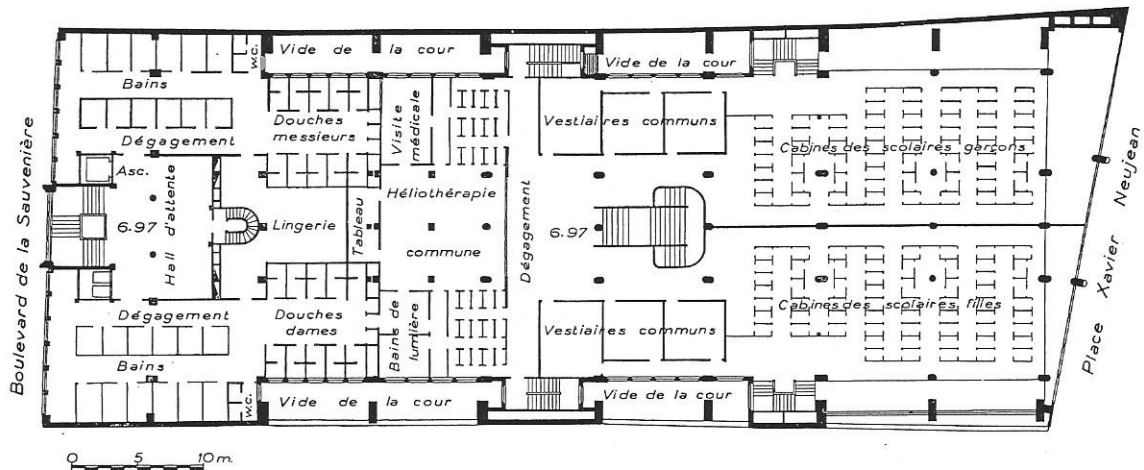 Boulevard de la Sauvenière
Bains
W.C.
Vide de la cour
Vide de la cour
Dégagement
Douches
messieurs
Visite
médicale
Vestiaires communs
Cabines des scolaires garçons
Asc.
6.97
Hall d'attente
Lingerie
Tableau
Héliothérapie
commune
Dégagement
6.97
Place Xavier Neujean
Dégagement
Douches
dames
Bains de
lumière
Vestiaires communs
Cabines des scolaires filles
Bains
W.C.
Vide de la cour
Vide de la cour
0 5 10 m.